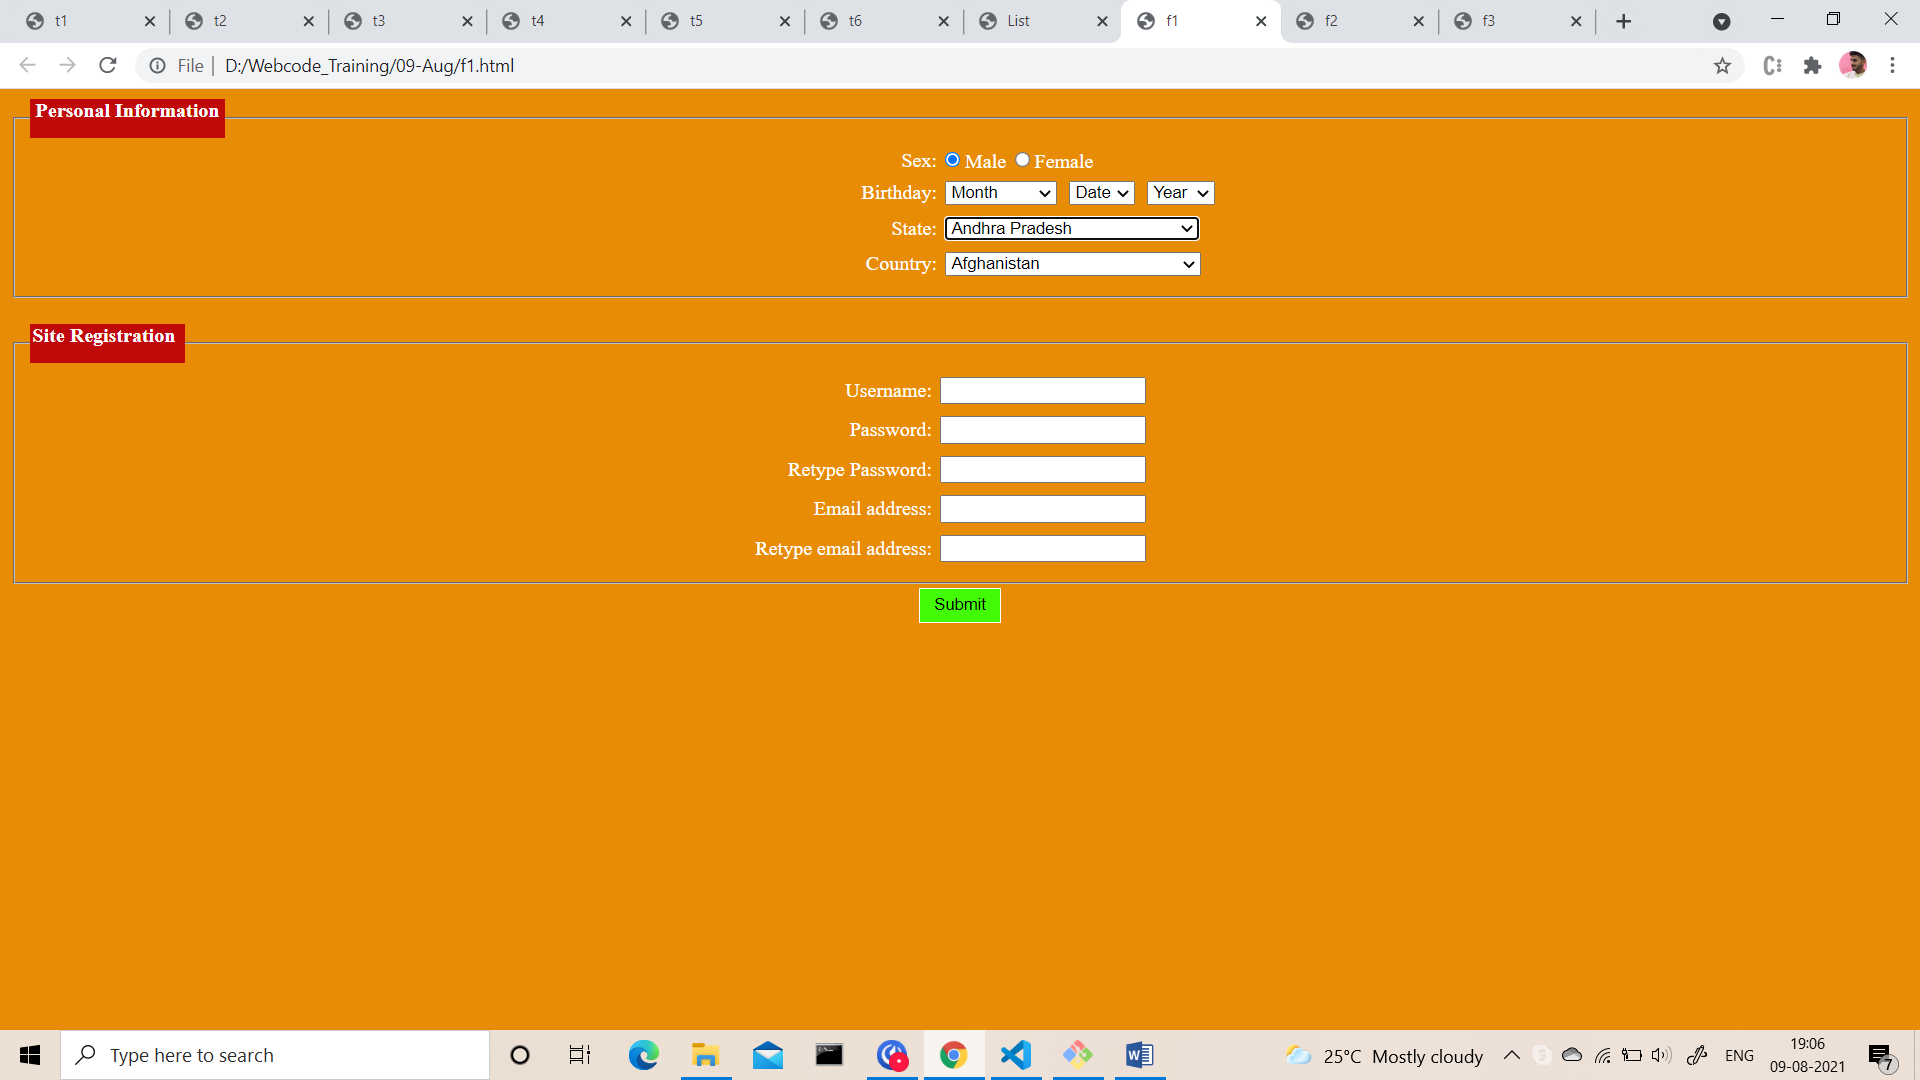 t1 t2 t3 t4 t5 t6 List f1 f2 f3
File D:/Webcode_Training/09-Aug/f1.html
Personal Information
Sex: Male Female
Birthday: Month Date Year
State: Andhra Pradesh
Country: Afghanistan
Site Registration
Username:
Password:
Retype Password:
Email address:
Retype email address:
Submit
Type here to search
25°C Mostly cloudy
ENG
19:06
09-08-2021
7